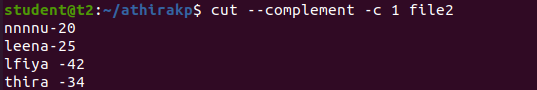 student@t2:~/athirakp$ cut --complement -c 1 file2
nnnnu-20
leena-25
lfiya -42
thira -34